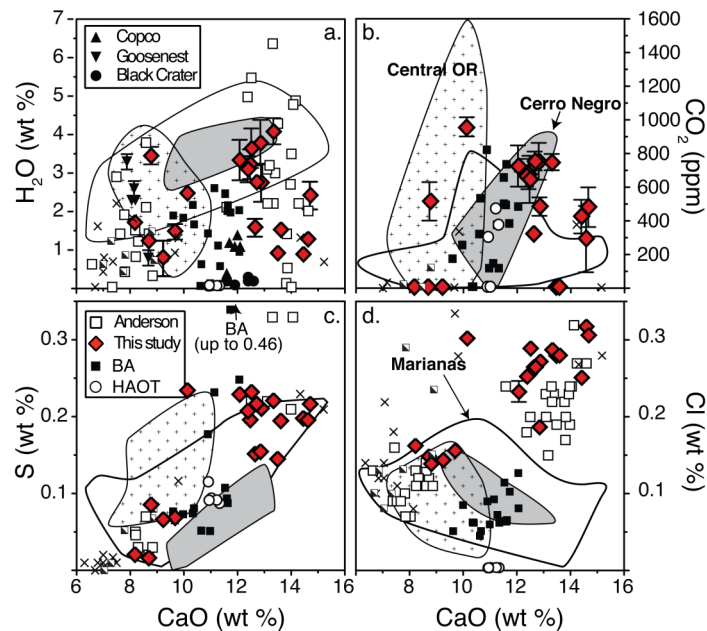 7
6
5
4
3
2
1
H2O (wt %)
Copco
Goosenest
Black Crater
a.
b.
Central OR
Cerro Negro
1600
1400
1200
1000
800
600
400
200
CO2 (ppm)
0.3
0.2
0.1
S (wt %)
c.
BA
(up to 0.46)
Anderson
This study
BA
HAOT
d.
Marianas
0.3
0.2
0.1
Cl (wt %)
6 8 10 12 14 16
6 8 10 12 14 16
CaO (wt %)
CaO (wt %)